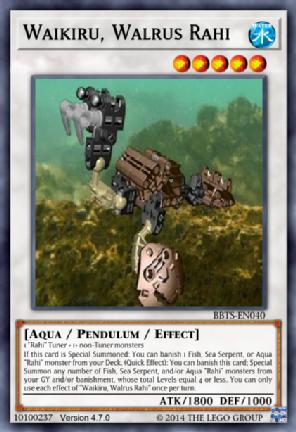 Waikiru, Walrus Rahi
WATER
水
BBTS-EN040
[Aqua / Pendulum / Effect]
1 "Rahi" Tuner + 1+ non-Tuner monsters
If this card is Special Summoned: You can banish 1 Fish, Sea Serpent, or Aqua
"Rahi" monster from your Deck. (Quick Effect): You can banish this card; Special
Summon any number of Fish, Sea Serpent, and/or Aqua "Rahi" monsters from
your GY and/or banishment, whose total Levels equal 4 or less. You can only
use each effect of "Waikiru, Walrus Rahi" once per turn.
ATK/1800 DEF/1000
10100237 Version 4.7.0 © 2014 THE LEGO GROUP